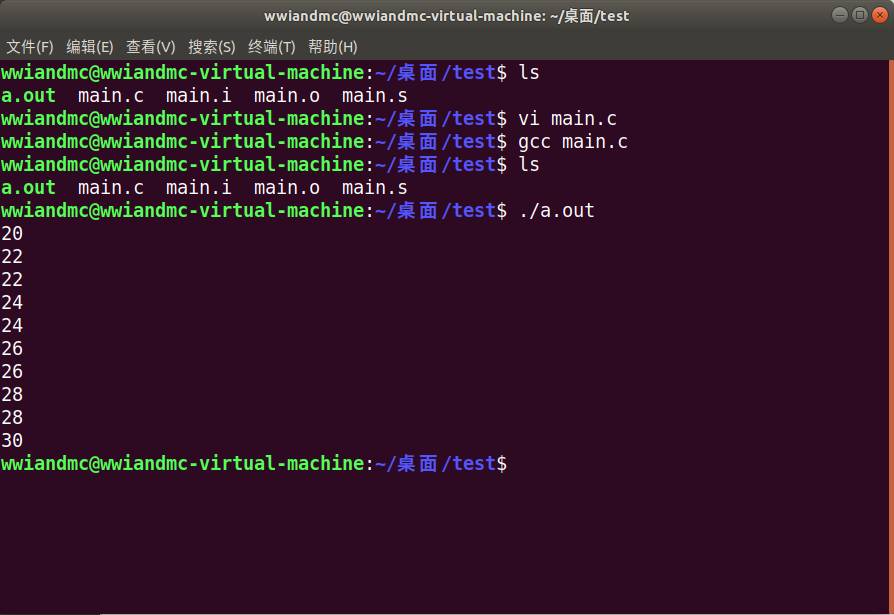 wwiandmc@wwiandmc-virtual-machine: ~/桌面/test
文件(F) 编辑(E) 查看(V) 搜索(S) 终端(T) 帮助(H)
wwiandmc@wwiandmc-virtual-machine:~/桌面/test$ ls
a.out  main.c  main.i  main.o  main.s
wwiandmc@wwiandmc-virtual-machine:~/桌面/test$ vi main.c
wwiandmc@wwiandmc-virtual-machine:~/桌面/test$ gcc main.c
wwiandmc@wwiandmc-virtual-machine:~/桌面/test$ ls
a.out  main.c  main.i  main.o  main.s
wwiandmc@wwiandmc-virtual-machine:~/桌面/test$ ./a.out
20
22
22
24
24
26
26
28
28
30
wwiandmc@wwiandmc-virtual-machine:~/桌面/test$